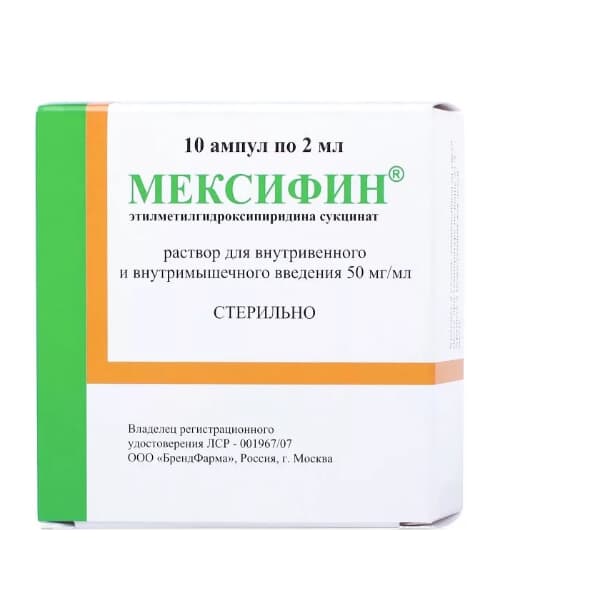 10 ампул по 2 мл
МЕКСИФИН®
этилметилгидроксипиридина сукцинат
раствор для внутривенного
и внутримышечного введения 50 мг/мл
СТЕРИЛЬНО
Владелец регистрационного
удостоверения ЛСР - 001967/07
ООО «БрендФарма», Россия, г. Москва